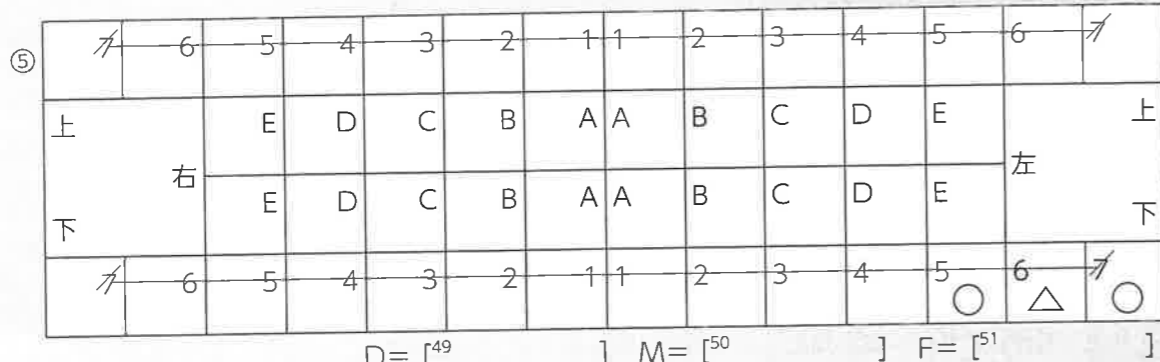 ⑤ 7 6 5 4 3 2 1 1 2 3 4 5 6 7
上 E D C B A A B C D E 上
右 左
下 E D C B A A B C D E 下
7 6 5 4 3 2 1 1 2 3 4 5 6 7
○ △ ○
D= [49 ] M= [50 ] F= [51 ]